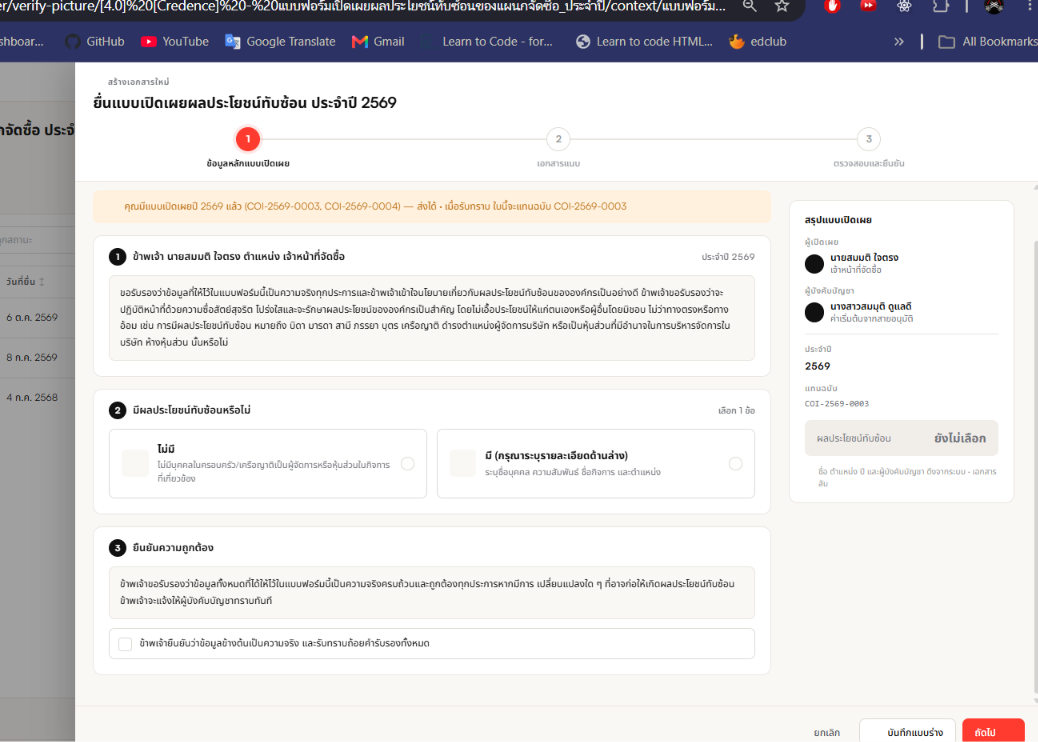 er/verify-picture/[4.0]%20[Credence]%20-%20แบบฟอร์มเปิดเผยผลประโยชน์ทับซ้อนของแผนกจัดซื้อ_ประจำปี/context/แบบฟอร์ม...
shboar...
GitHub
YouTube
Google Translate
Gmail
Learn to Code - for...
Learn to code HTML...
edclub
All Bookmarks
กจัดซื้อ ประจำ
ุกสถานะ
วันที่ยื่น
6 ต.ค. 2569
8 ก.ค. 2569
4 ก.ค. 2568
สร้างเอกสารใหม่
ยื่นแบบเปิดเผยผลประโยชน์ทับซ้อน ประจำปี 2569
1
2
3
ข้อมูลหลักแบบเปิดเผย
เอกสารแนบ
ตรวจสอบและยืนยัน
คุณมีแบบเปิดเผยปี 2569 แล้ว (COI-2569-0003, COI-2569-0004) — ส่งได้ • เมื่อรับทราบ ใบนี้จะแทนฉบับ COI-2569-0003
1 ข้าพเจ้า นายสมมติ ใจตรง ตำแหน่ง เจ้าหน้าที่จัดซื้อ
ประจำปี 2569
ขอรับรองว่าข้อมูลที่ให้ไว้ในแบบฟอร์มนี้เป็นความจริงทุกประการและข้าพเจ้าเข้าใจนโยบายเกี่ยวกับผลประโยชน์ทับซ้อนขององค์กรเป็นอย่างดี ข้าพเจ้าขอรับรองว่าจะ
ปฏิบัติหน้าที่ด้วยความซื่อสัตย์สุจริต โปร่งใสและจะรักษาผลประโยชน์ขององค์กรเป็นสำคัญ โดยไม่เอื้อประโยชน์ให้แก่ตนเองหรือผู้อื่นโดยมิชอบ ไม่ว่าทางตรงหรือทาง
อ้อม เช่น การมีผลประโยชน์ทับซ้อน หมายถึง บิดา มารดา สามี ภรรยา บุตร เครือญาติ ดำรงตำแหน่งผู้จัดการบริษัท หรือเป็นหุ้นส่วนที่มีอำนาจในการบริหารจัดการใน
บริษัท ห้างหุ้นส่วน นั้นหรือไม่
2 มีผลประโยชน์ทับซ้อนหรือไม่
เลือก 1 ข้อ
ไม่มี
ไม่มีบุคคลในครอบครัว/เครือญาติเป็นผู้จัดการหรือหุ้นส่วนในกิจการ
ที่เกี่ยวข้อง
มี (กรุณาระบุรายละเอียดด้านล่าง)
ระบุชื่อบุคคล ความสัมพันธ์ ชื่อกิจการ และตำแหน่ง
3 ยืนยันความถูกต้อง
ข้าพเจ้าขอรับรองว่าข้อมูลทั้งหมดที่ได้ให้ไว้ในแบบฟอร์มนี้เป็นความจริงครบถ้วนและถูกต้องทุกประการหากมีการ เปลี่ยนแปลงใด ๆ ที่อาจก่อให้เกิดผลประโยชน์ทับซ้อน
ข้าพเจ้าจะแจ้งให้ผู้บังคับบัญชาทราบทันที
ข้าพเจ้ายืนยันว่าข้อมูลข้างต้นเป็นความจริง และรับทราบถ้อยคำรับรองทั้งหมด
สรุปแบบเปิดเผย
ผู้เปิดเผย
นายสมมติ ใจตรง
เจ้าหน้าที่จัดซื้อ
ผู้บังคับบัญชา
นางสาวสมมุติ ดูแลดี
ค่าเริ่มต้นจากสายอนุมัติ
ประจำปี
2569
แทนฉบับ
COI-2569-0003
ผลประโยชน์ทับซ้อน
ยังไม่เลือก
ชื่อ ตำแหน่ง ปี และผู้บังคับบัญชา ดึงจากระบบ • เอกสาร
ลับ
ยกเลิก
บันทึกแบบร่าง
ถัดไป